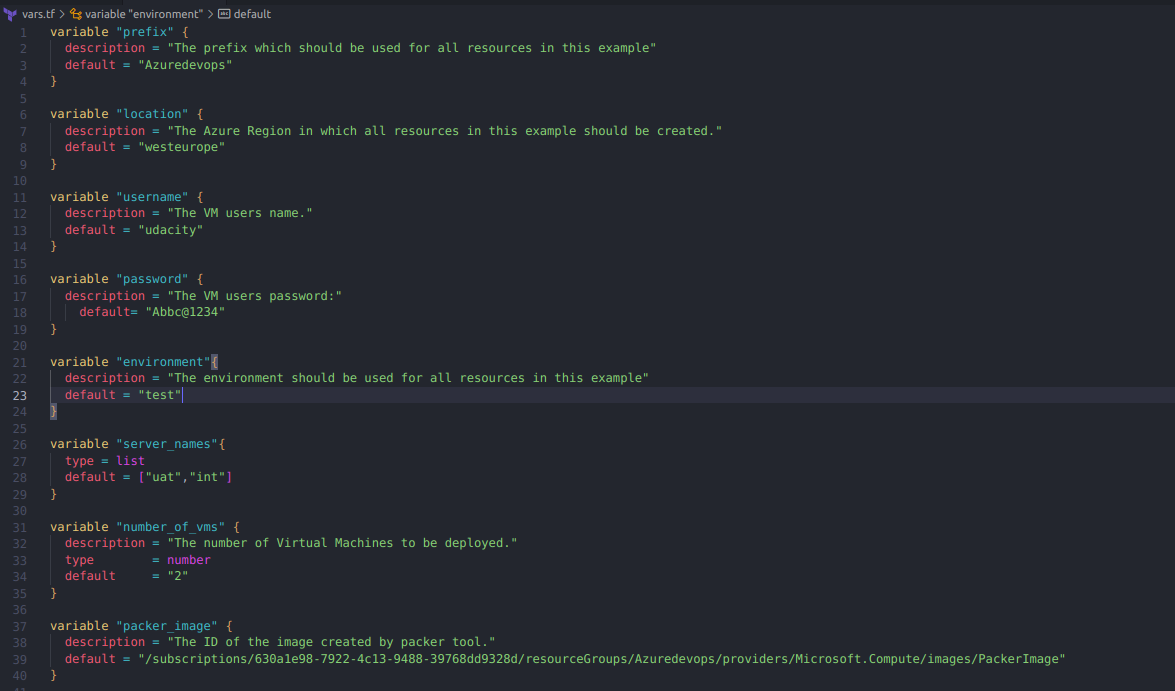 vars.tf > variable "environment" > default
1 variable "prefix" {
2 description = "The prefix which should be used for all resources in this example"
3 default = "Azuredevops"
4 }
5
6 variable "location" {
7 description = "The Azure Region in which all resources in this example should be created."
8 default = "westeurope"
9 }
10
11 variable "username" {
12 description = "The VM users name."
13 default = "udacity"
14 }
15
16 variable "password" {
17 description = "The VM users password:"
18 default= "Abbc@1234"
19 }
20
21 variable "environment"{
22 description = "The environment should be used for all resources in this example"
23 default = "test"
24 }
25
26 variable "server_names"{
27 type = list
28 default = ["uat","int"]
29 }
30
31 variable "number_of_vms" {
32 description = "The number of Virtual Machines to be deployed."
33 type = number
34 default = "2"
35 }
36
37 variable "packer_image" {
38 description = "The ID of the image created by packer tool."
39 default = "/subscriptions/630a1e98-7922-4c13-9488-39768dd9328d/resourceGroups/Azuredevops/providers/Microsoft.Compute/images/PackerImage"
40 }